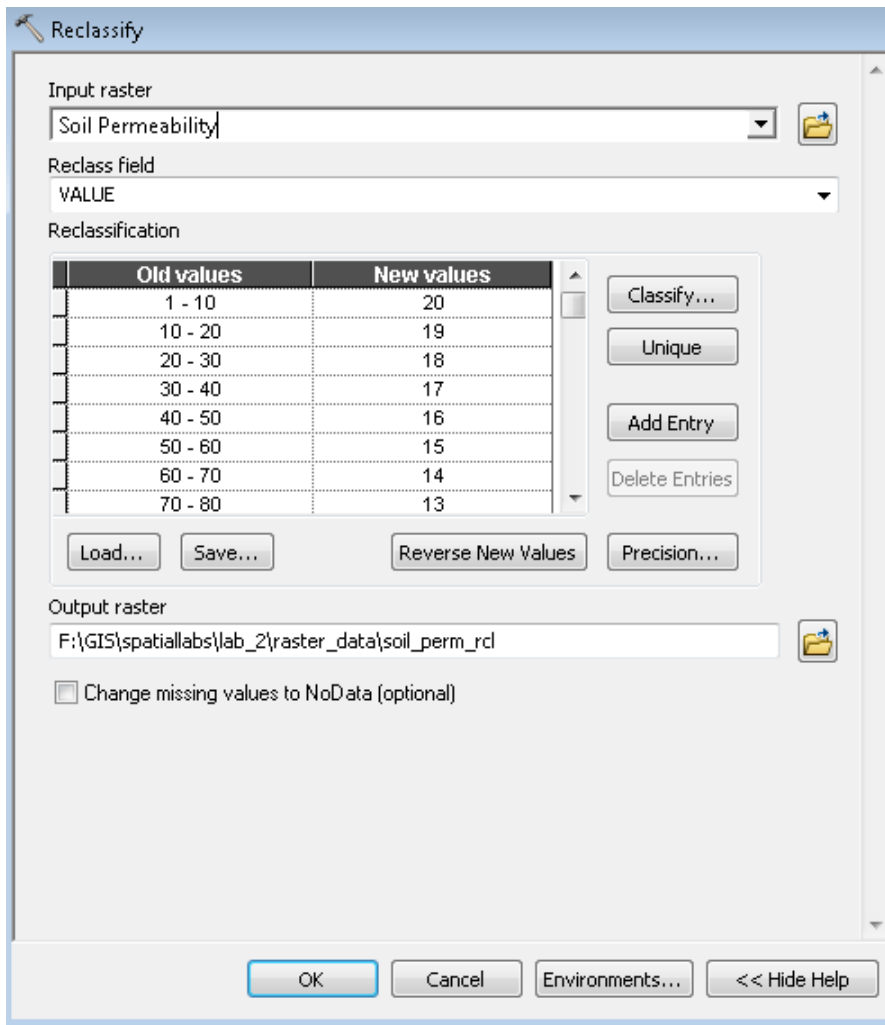 Reclassify
Input raster
Soil Permeability
Reclass field
VALUE
Reclassification
Old values New values
1 - 10 20
10 - 20 19
20 - 30 18
30 - 40 17
40 - 50 16
50 - 60 15
60 - 70 14
70 - 80 13
Classify...
Unique
Add Entry
Delete Entries
Load... Save... Reverse New Values Precision...
Output raster
F:\GIS\spatiallabs\lab_2\raster_data\soil_perm_rcl
Change missing values to NoData (optional)
OK Cancel Environments... << Hide Help